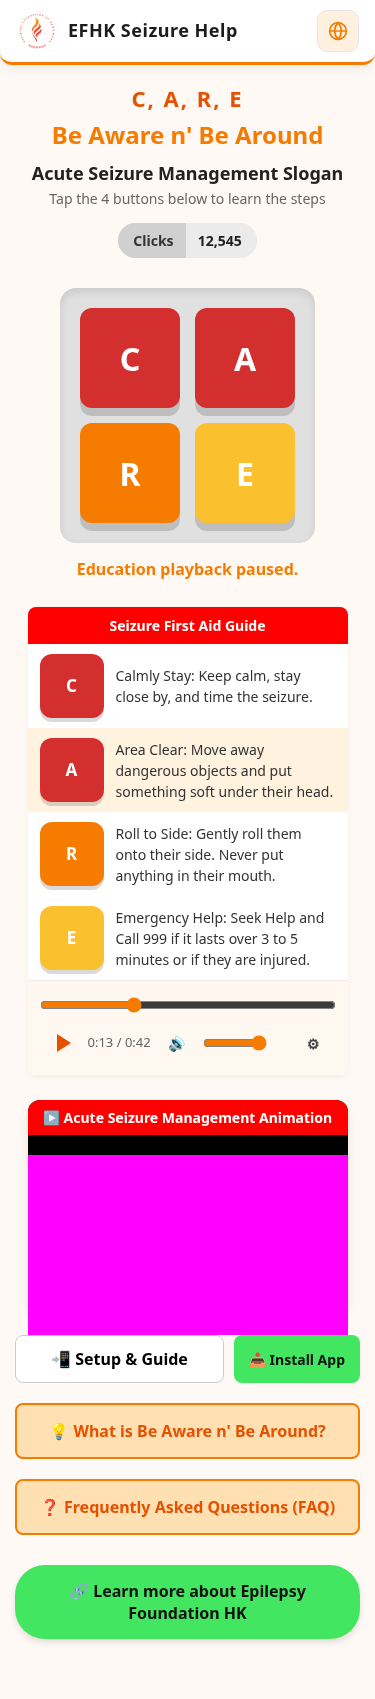 EFHK Seizure Help
C, A, R, E
Be Aware n' Be Around
Acute Seizure Management Slogan
Tap the 4 buttons below to learn the steps
Clicks 12,545
C A
R E
Education playback paused.
Seizure First Aid Guide
C
Calmly Stay: Keep calm, stay
close by, and time the seizure.
A
Area Clear: Move away
dangerous objects and put
something soft under their head.
R
Roll to Side: Gently roll them
onto their side. Never put
anything in their mouth.
E
Emergency Help: Seek Help and
Call 999 if it lasts over 3 to 5
minutes or if they are injured.
0:13 / 0:42
Acute Seizure Management Animation
Setup & Guide
Install App
What is Be Aware n' Be Around?
Frequently Asked Questions (FAQ)
Learn more about Epilepsy
Foundation HK